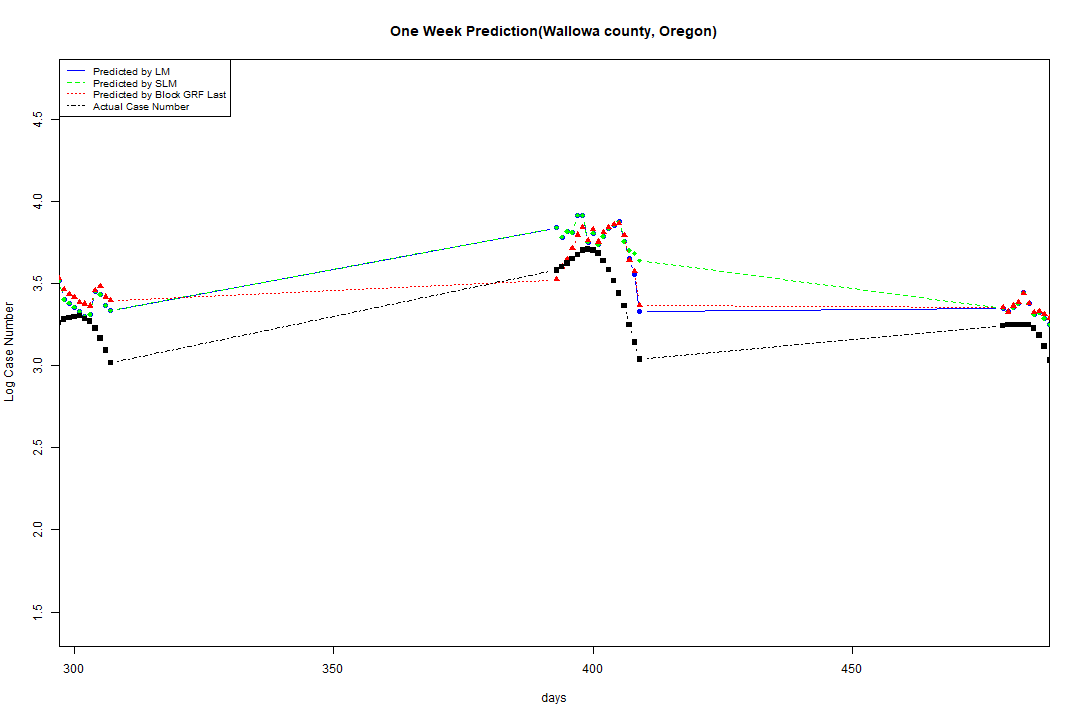 One Week Prediction(Wallowa county, Oregon)
Predicted by LM
Predicted by SLM
Predicted by Block GRF Last
Actual Case Number
4.5
4.0
3.5
3.0
2.5
2.0
1.5
Log Case Number
300
350
400
450
days